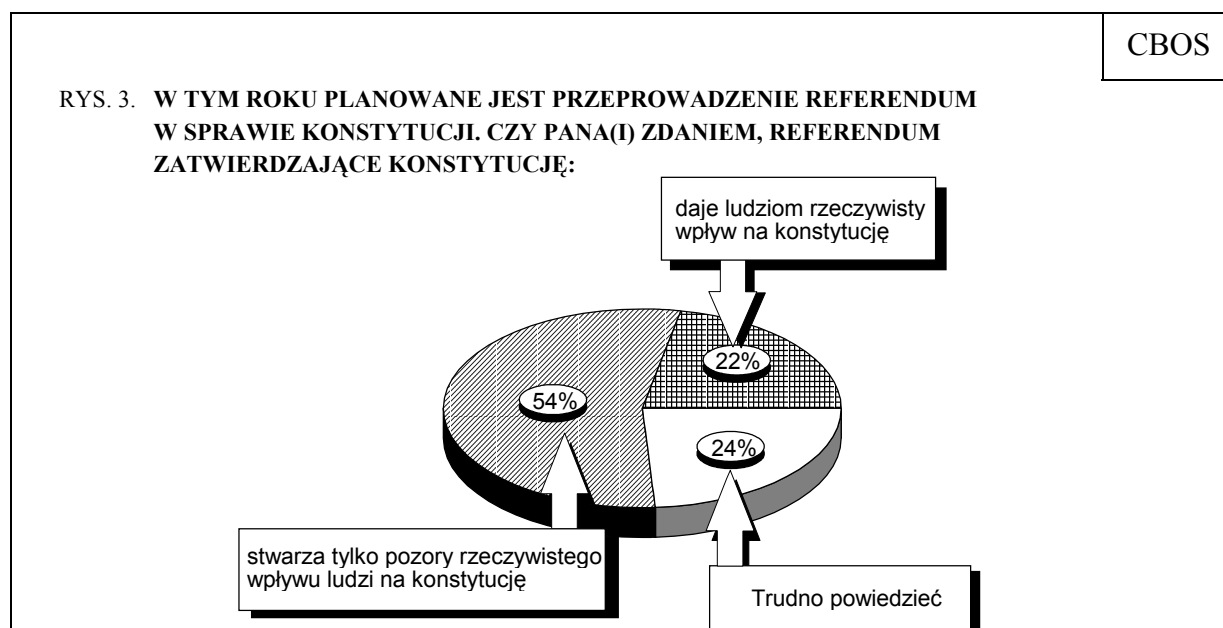 CBOS
RYS. 3. W TYM ROKU PLANOWANE JEST PRZEPROWADZENIE REFERENDUM
W SPRAWIE KONSTYTUCJI. CZY PANA(I) ZDANIEM, REFERENDUM
ZATWIERDZAJĄCE KONSTYTUCJĘ:
daje ludziom rzeczywisty
wpływ na konstytucję
22%
54%
24%
stwarza tylko pozory rzeczywistego
wpływu ludzi na konstytucję
Trudno powiedzieć